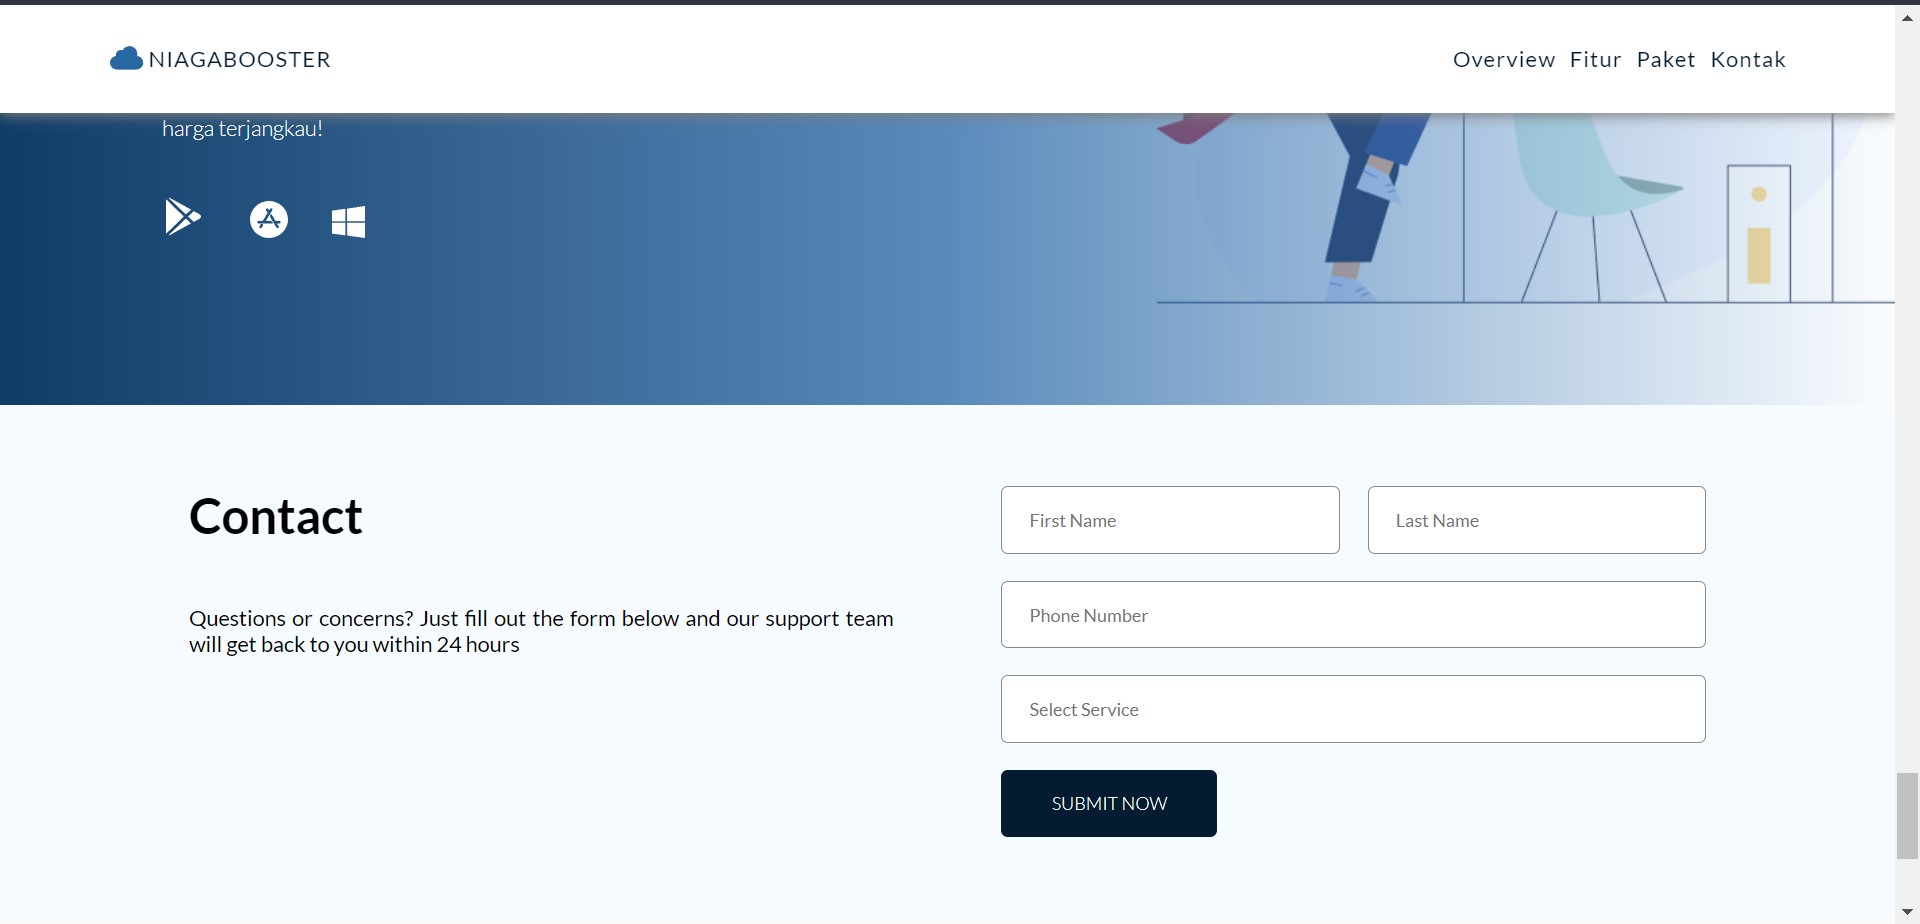 NIAGABOOSTER
Overview Fitur Paket Kontak
harga terjangkau!
Contact
Questions or concerns? Just fill out the form below and our support team
will get back to you within 24 hours
First Name
Last Name
Phone Number
Select Service
SUBMIT NOW